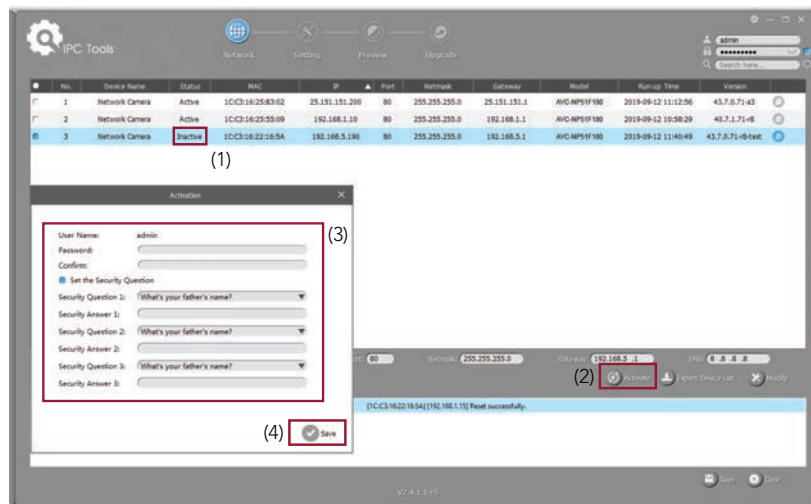 IPC Tools
Network Setting Preview Upgrade
admin
Search here...
No. Device Name Status MAC IP Port Netmask Gateway Model Run-up Time Version
1 Network Camera Active 1C:C3:16:25:83:02 25.151.151.200 80 255.255.255.0 25.151.151.1 AVC-NP51F180 2019-09-12 11:12:56 43.7.0.71-a3
2 Network Camera Active 1C:C3:16:25:55:09 192.168.1.10 80 255.255.255.0 192.168.1.1 AVC-NP51F180 2019-09-12 10:58:29 40.7.1.71-r8
3 Network Camera Inactive 1C:C3:16:22:16:5A 192.168.5.190 80 255.255.255.0 192.168.5.1 AVC-NP51F180 2019-09-12 11:40:49 43.7.0.71-r8-test
(1)
Activation
(3)
User Name: admin
Password:
Confirm:
Set the Security Question
Security Question 1: What's your father's name?
Security Answer 1:
Security Question 2: What's your father's name?
Security Answer 2:
Security Question 3: What's your father's name?
Security Answer 3:
(4) Save
80 Netmask: 255.255.255.0 Gateway: 192.168.5 .1 DNS: 8 .8 .8 .8
(2) Activate Export Device List Modify
[1C:C3:16:22:16:5A] [192.168.1.15] Reset successfully.
Save Clear
V2.4.1.1-r5